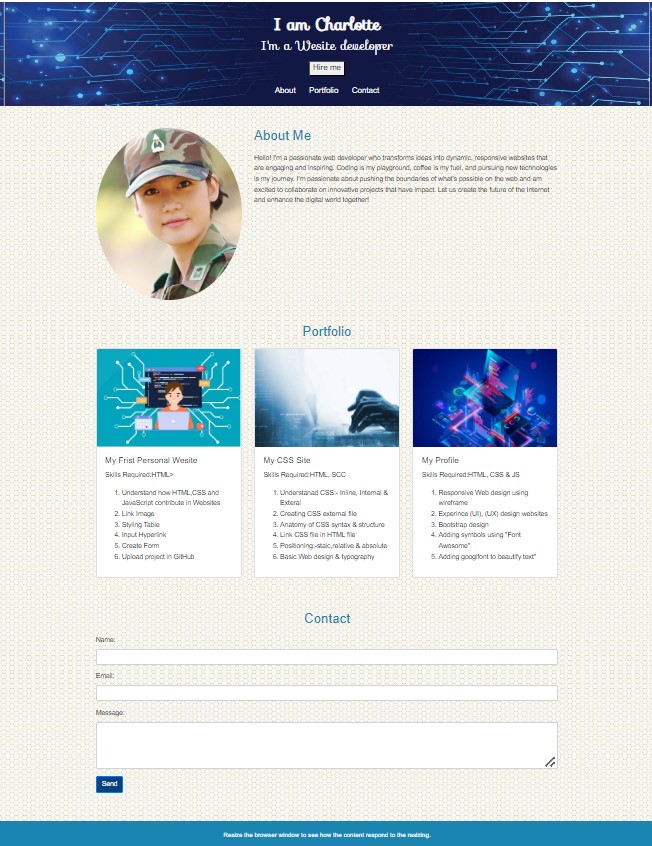 I am Charlotte
I'm a Wesite developer
Hire me
About Portfolio Contact
About Me
Hello! I'm a passionate web developer who transforms ideas into dynamic, responsive websites that
are engaging and inspiring. Coding is my playground, coffee is my fuel, and pursuing new technologies
is my journey. I'm passionate about pushing the boundaries of what's possible on the web and am
excited to collaborate on innovative projects that have impact. Let us create the future of the Internet
and enhance the digital world together!
Portfolio
My Frist Personal Wesite
Skills Required:HTML>
1. Understand how HTML,CSS and
JavaScript contribute in Websites
2. Link Image
3. Styling Table
4. Input Hyperlink
5. Create Form
6. Upload project in GitHub
My CSS Site
Skills Required:HTML, SCC
1. Understanad CSS:- Inline, Internal &
Exteral
2. Creating CSS external file
3. Anatomy of CSS syntax & structure
4. Link CSS file in HTML file
5. Positioning:-staic,relative & absolute
6. Basic Web design & typography
My Profile
Skills Required:HTML, CSS & JS
1. Responsive Web design using
wireframe
2. Experince (UI), (UX) design websites
3. Bootstrap design
4. Adding symbols using "Font
Awosome"
5. Adding googlfont to beautify text"
Contact
Name:
Email:
Message:
Send
Resize the browser window to see how the content respond to the resizing.